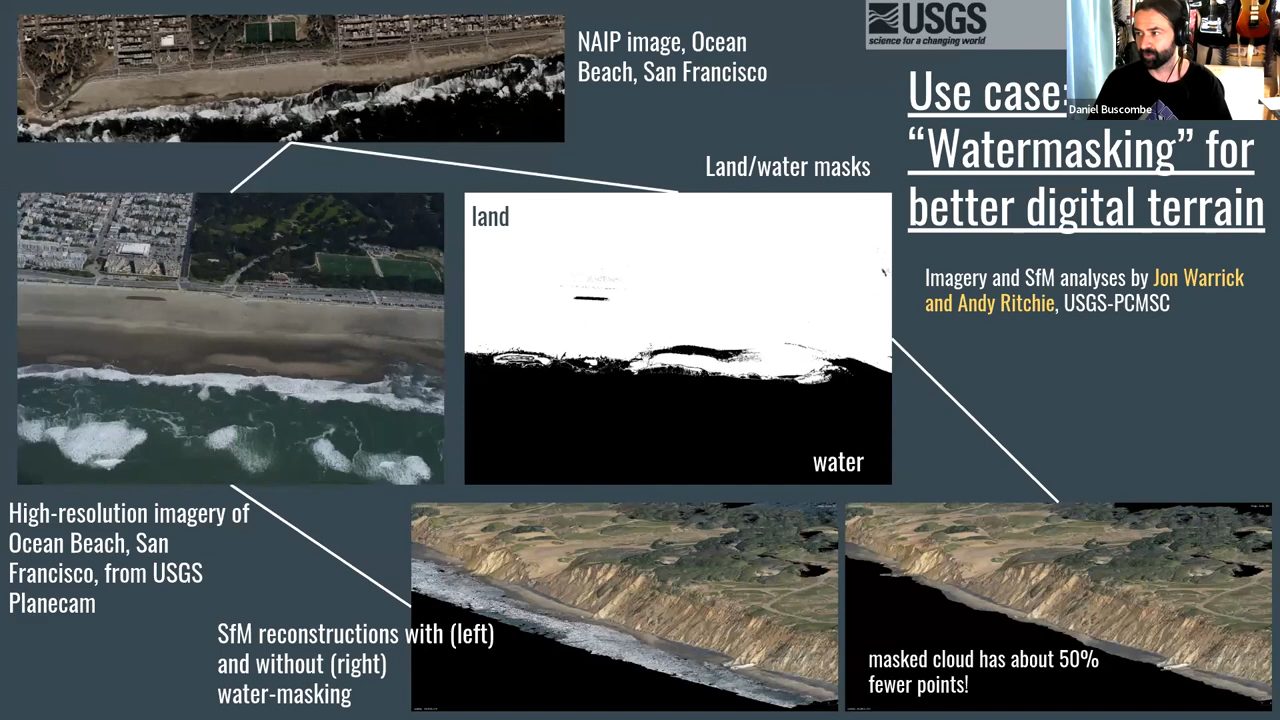 NAIP image, Ocean
Beach, San Francisco
USGS
science for a changing world
Daniel Buscombe
Use case:
“Watermasking” for
better digital terrain
Land/water masks
land
water
Imagery and SfM analyses by Jon Warrick
and Andy Ritchie, USGS-PCMSC
High-resolution imagery of
Ocean Beach, San
Francisco, from USGS
Planecam
SfM reconstructions with (left)
and without (right)
water-masking
masked cloud has about 50%
fewer points!